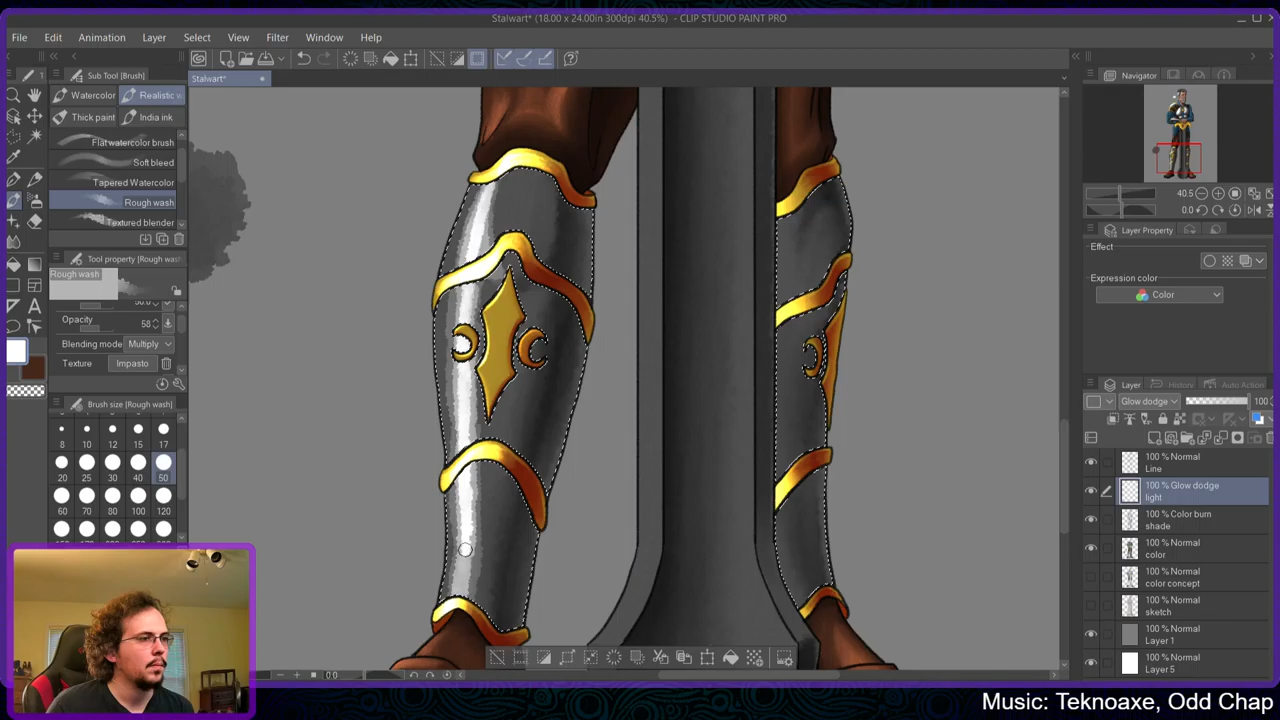 Stalwart* (18.00 x 24.00in 300dpi 40.5%) - CLIP STUDIO PAINT PRO
File Edit Animation Layer Select View Filter Window Help
Sub Tool [Brush]
Watercolor Realistic w
Thick paint India ink
Flat watercolor brush
Soft bleed
Tapered Watercolor
Rough wash
Textured blender
Tool property [Rough wash
Rough wash
Opacity 58
Blending mode Multiply
Texture Impasto
Brush size [Rough wash]
8 10 12 15 17
20 25 30 40 50
60 70 80 100 120
Stalwart*
Navigator
40.5
0.0
Layer Property
Effect
Expression color
Color
Layer History Auto Action
Glow dodge 100
100 % Normal
Line
100 % Glow dodge
light
100 % Color burn
shade
100 % Normal
color
100 % Normal
color concept
100 % Normal
sketch
100 % Normal
Layer 1
100 % Normal
Layer 5
Music: Teknoaxe, Odd Chap